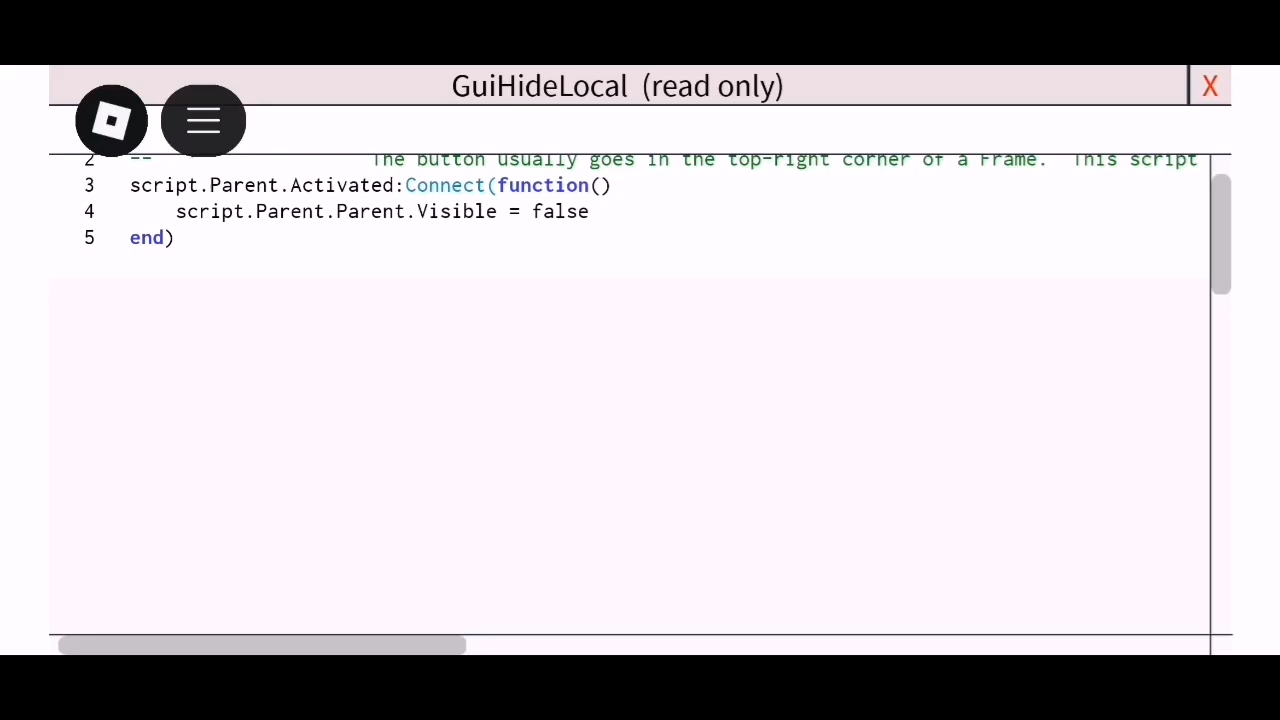 GuiHideLocal (read only)
X
2 -- The button usually goes in the top-right corner of a Frame. This script
3 script.Parent.Activated:Connect(function()
4 script.Parent.Parent.Visible = false
5 end)